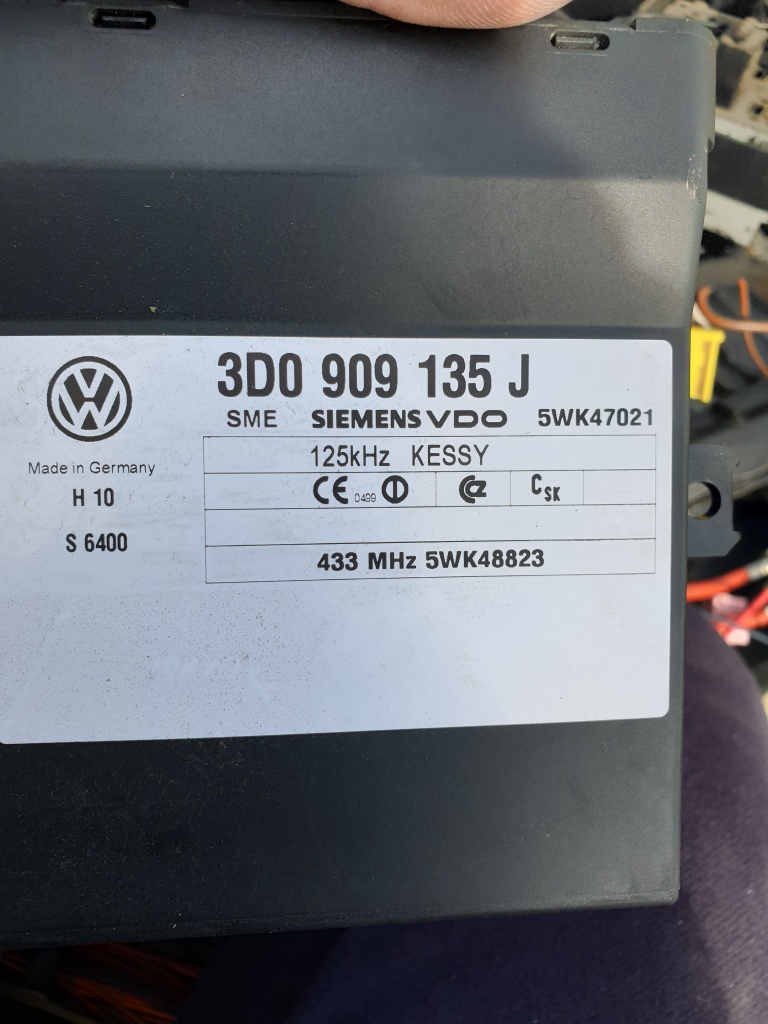 3D0 909 135 J
SME SIEMENS VDO 5WK47021
Made in Germany
H 10
S 6400
125kHz KESSY
CE 0499
CSK
433 MHz 5WK48823